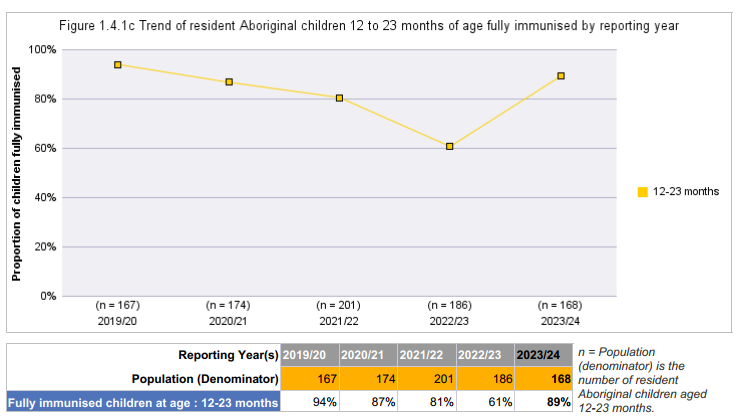 Figure 1.4.1c Trend of resident Aboriginal children 12 to 23 months of age fully immunised by reporting year
Proportion of children fully immunised
100%
80%
60%
40%
20%
0%
(n = 167) (n = 174) (n = 201) (n = 186) (n = 168)
2019/20 2020/21 2021/22 2022/23 2023/24
12-23 months
Reporting Year(s) 2019/20 2020/21 2021/22 2022/23 2023/24
Population (Denominator) 167 174 201 186 168
Fully immunised children at age : 12-23 months 94% 87% 81% 61% 89%
n = Population
(denominator) is the
number of resident
Aboriginal children aged
12-23 months.